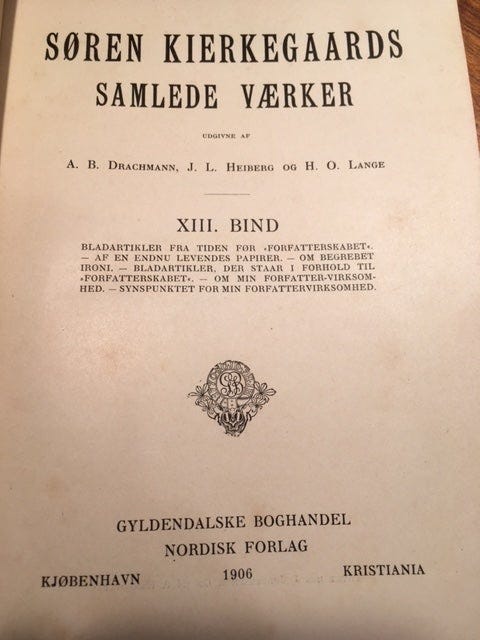 SØREN KIERKEGAARDS
SAMLEDE VÆRKER
UDGIVNE AF
A. B. DRACHMANN, J. L. HEIBERG OG H. O. LANGE
XIII. BIND
BLADARTIKLER FRA TIDEN FØR »FORFATTERSKABET«.
— AF EN ENDNU LEVENDES PAPIRER. — OM BEGREBET
IRONI. — BLADARTIKLER, DER STAAR I FORHOLD TIL
»FORFATTERSKABET«. — OM MIN FORFATTER-VIRKSOM-
HED. — SYNSPUNKTET FOR MIN FORFATTERVIRKSOMHED.
GYLDENDALSKE BOGHANDEL
NORDISK FORLAG
KJØBENHAVN 1906 KRISTIANIA